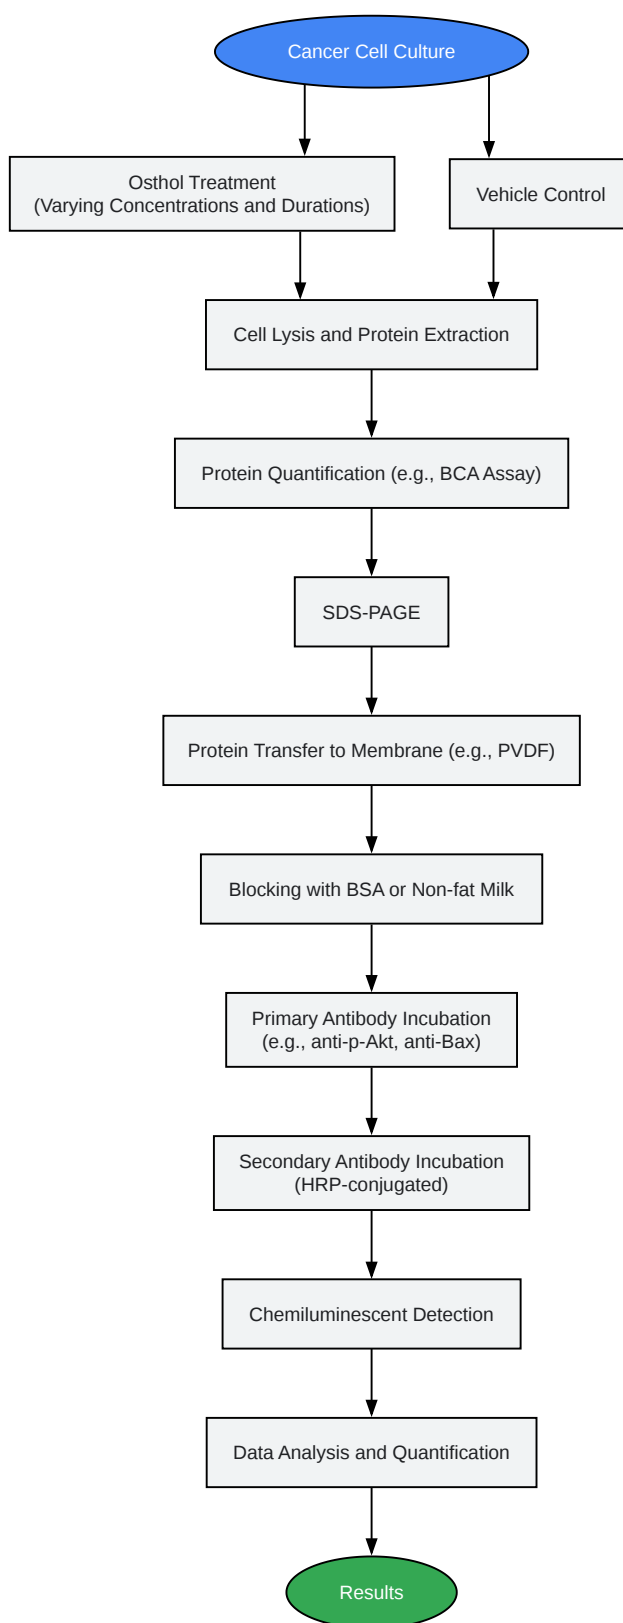 Cancer Cell Culture
Osthol Treatment
(Varying Concentrations and Durations)
Vehicle Control
Cell Lysis and Protein Extraction
Protein Quantification (e.g., BCA Assay)
SDS-PAGE
Protein Transfer to Membrane (e.g., PVDF)
Blocking with BSA or Non-fat Milk
Primary Antibody Incubation
(e.g., anti-p-Akt, anti-Bax)
Secondary Antibody Incubation
(HRP-conjugated)
Chemiluminescent Detection
Data Analysis and Quantification
Results